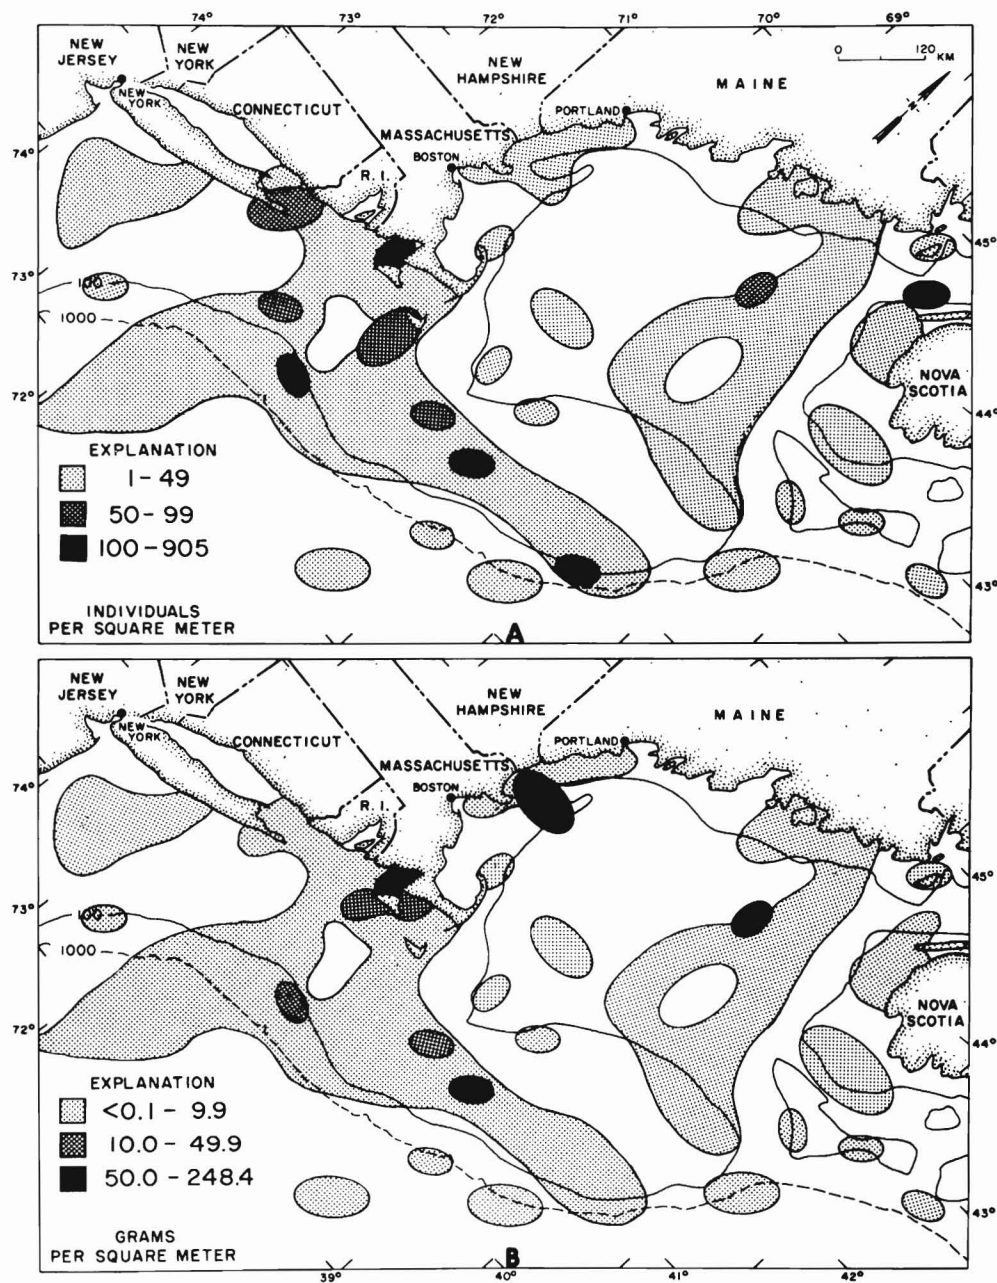 74° 73° 72° 71° 70° 69°
NEW
JERSEY
NEW
YORK
NEW
YORK
CONNECTICUT
NEW
HAMPSHIRE
MAINE
0 120
KM
N
PORTLAND
MASSACHUSETTS
BOSTON
R.I.
74°
45°
73°
100
1000
NOVA
SCOTIA
72°
44°
EXPLANATION
1-49
50-99
100-905
43°
INDIVIDUALS
PER SQUARE METER
A
NEW
JERSEY
NEW
YORK
NEW
YORK
CONNECTICUT
NEW
HAMPSHIRE
MAINE
PORTLAND
MASSACHUSETTS
BOSTON
R.I.
74°
45°
73°
100
1000
NOVA
SCOTIA
72°
44°
EXPLANATION
<0.1-9.9
10.0-49.9
50.0-248.4
43°
GRAMS
PER SQUARE METER
B
39° 40° 41° 42°